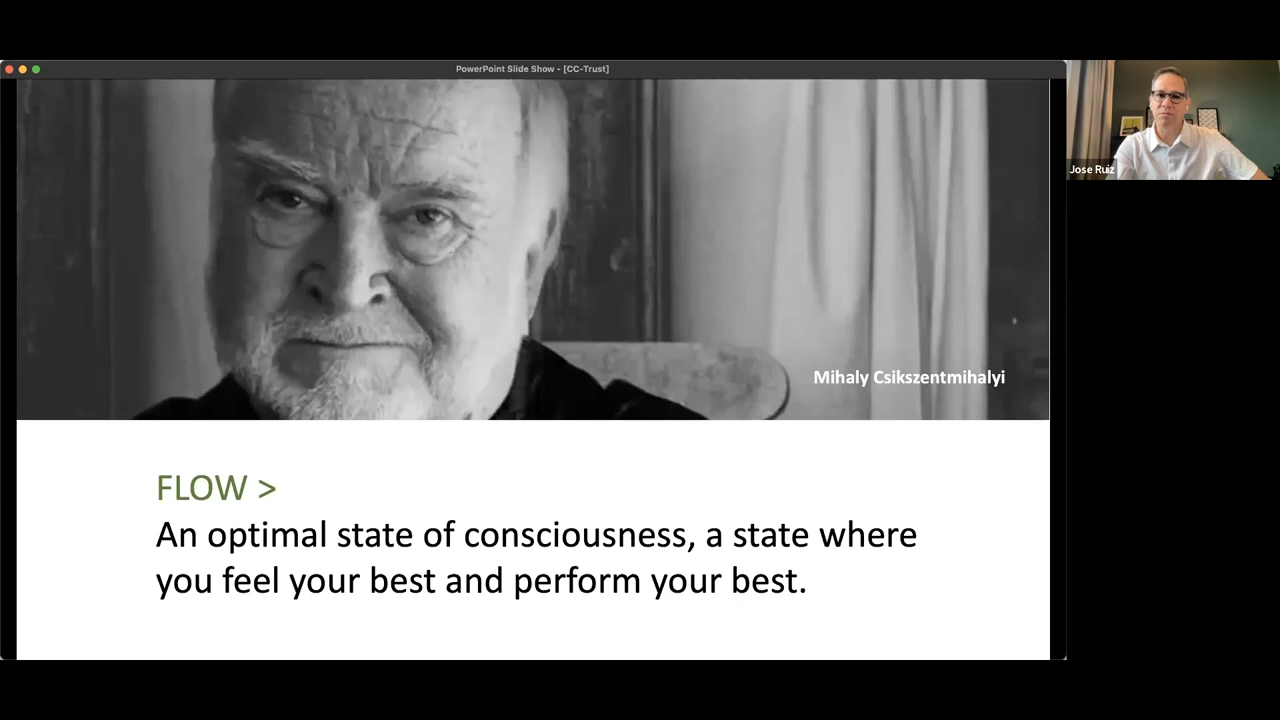 PowerPoint Slide Show - [CC-Trust]
Jose Ruiz
Mihaly Csikszentmihalyi
FLOW >
An optimal state of consciousness, a state where
you feel your best and perform your best.